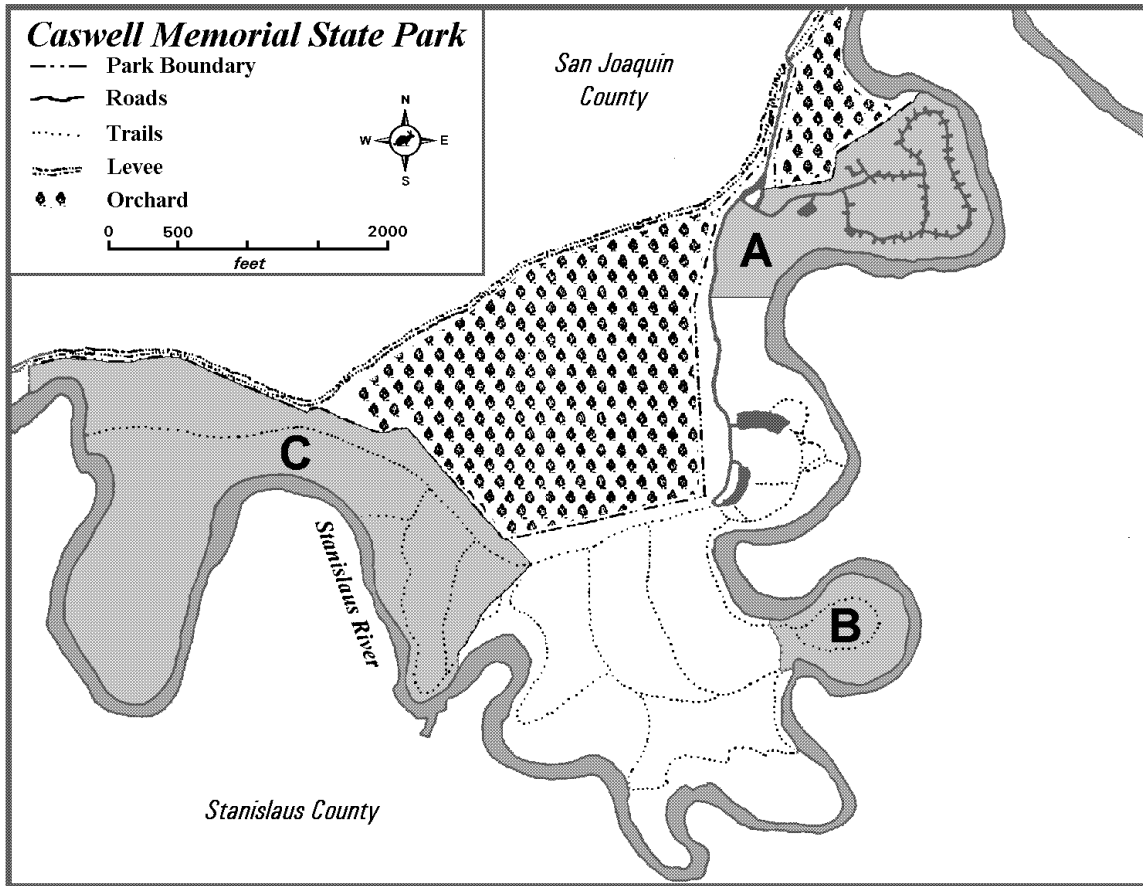 Caswell Memorial State Park
Park Boundary
Roads
Trails
Levee
Orchard
N
W E
S
0 500 2000
feet
San Joaquin
County
A
C
Stanislaus River
B
Stanislaus County